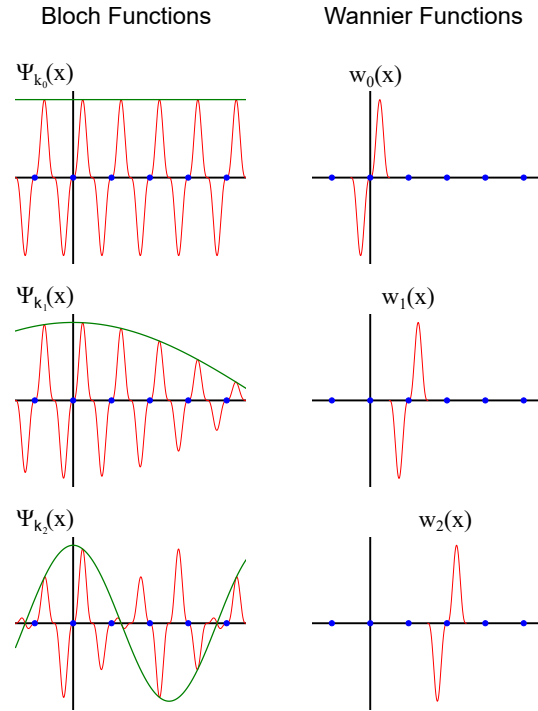 Bloch Functions Wannier Functions
Ψk₀(x) w₀(x)
Ψk₁(x) w₁(x)
Ψk₂(x) w₂(x)